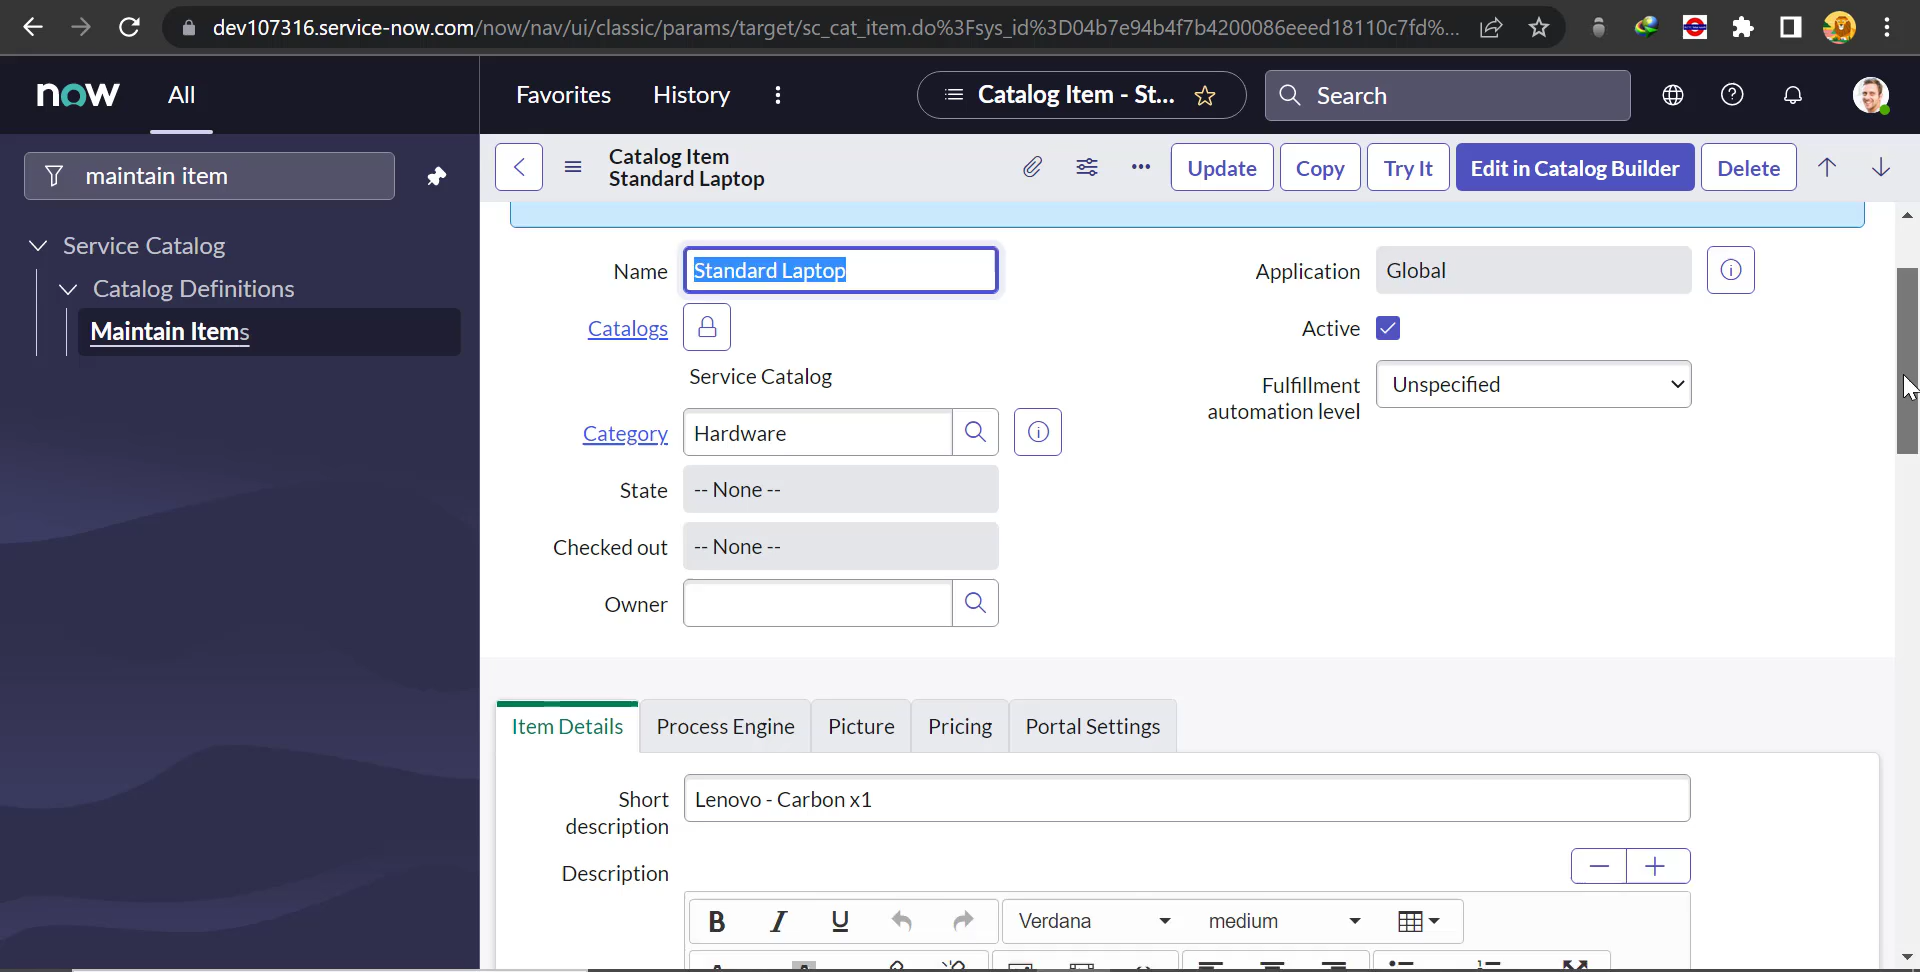 dev107316.service-now.com/now/nav/ui/classic/params/target/sc_cat_item.do%3Fsys_id%3D04b7e94b4f7b4200086eeed18110c7fd%...
now
All
Favorites
History
Catalog Item - St...
Search
maintain item
Catalog Item
Standard Laptop
Update
Copy
Try It
Edit in Catalog Builder
Delete
Service Catalog
Catalog Definitions
Maintain Items
Name
Standard Laptop
Application
Global
Catalogs
Active
Service Catalog
Fulfillment
automation level
Unspecified
Category
Hardware
State
-- None --
Checked out
-- None --
Owner
Item Details
Process Engine
Picture
Pricing
Portal Settings
Short
description
Lenovo - Carbon x1
Description
B I U
Verdana
medium